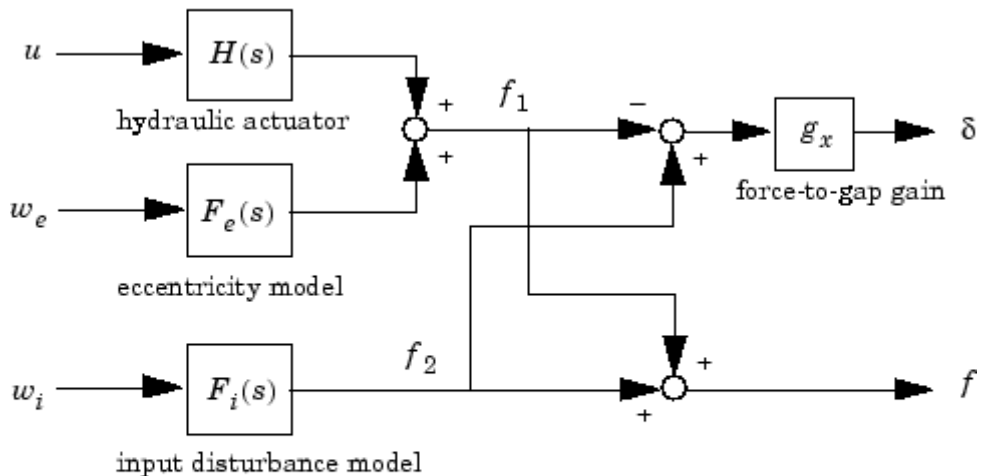 u
H(s)
hydraulic actuator
+
+
f₁
−
+
gₓ
δ
force-to-gap gain
wₑ
Fₑ(s)
eccentricity model
wᵢ
Fᵢ(s)
f₂
+
+
f
input disturbance model